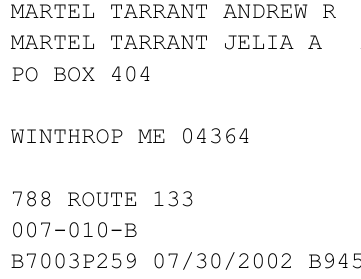 MARTEL TARRANT ANDREW R
MARTEL TARRANT JELIA A
PO BOX 404
WINTHROP ME 04364
788 ROUTE 133
007-010-B
B7003P259 07/30/2002 B945